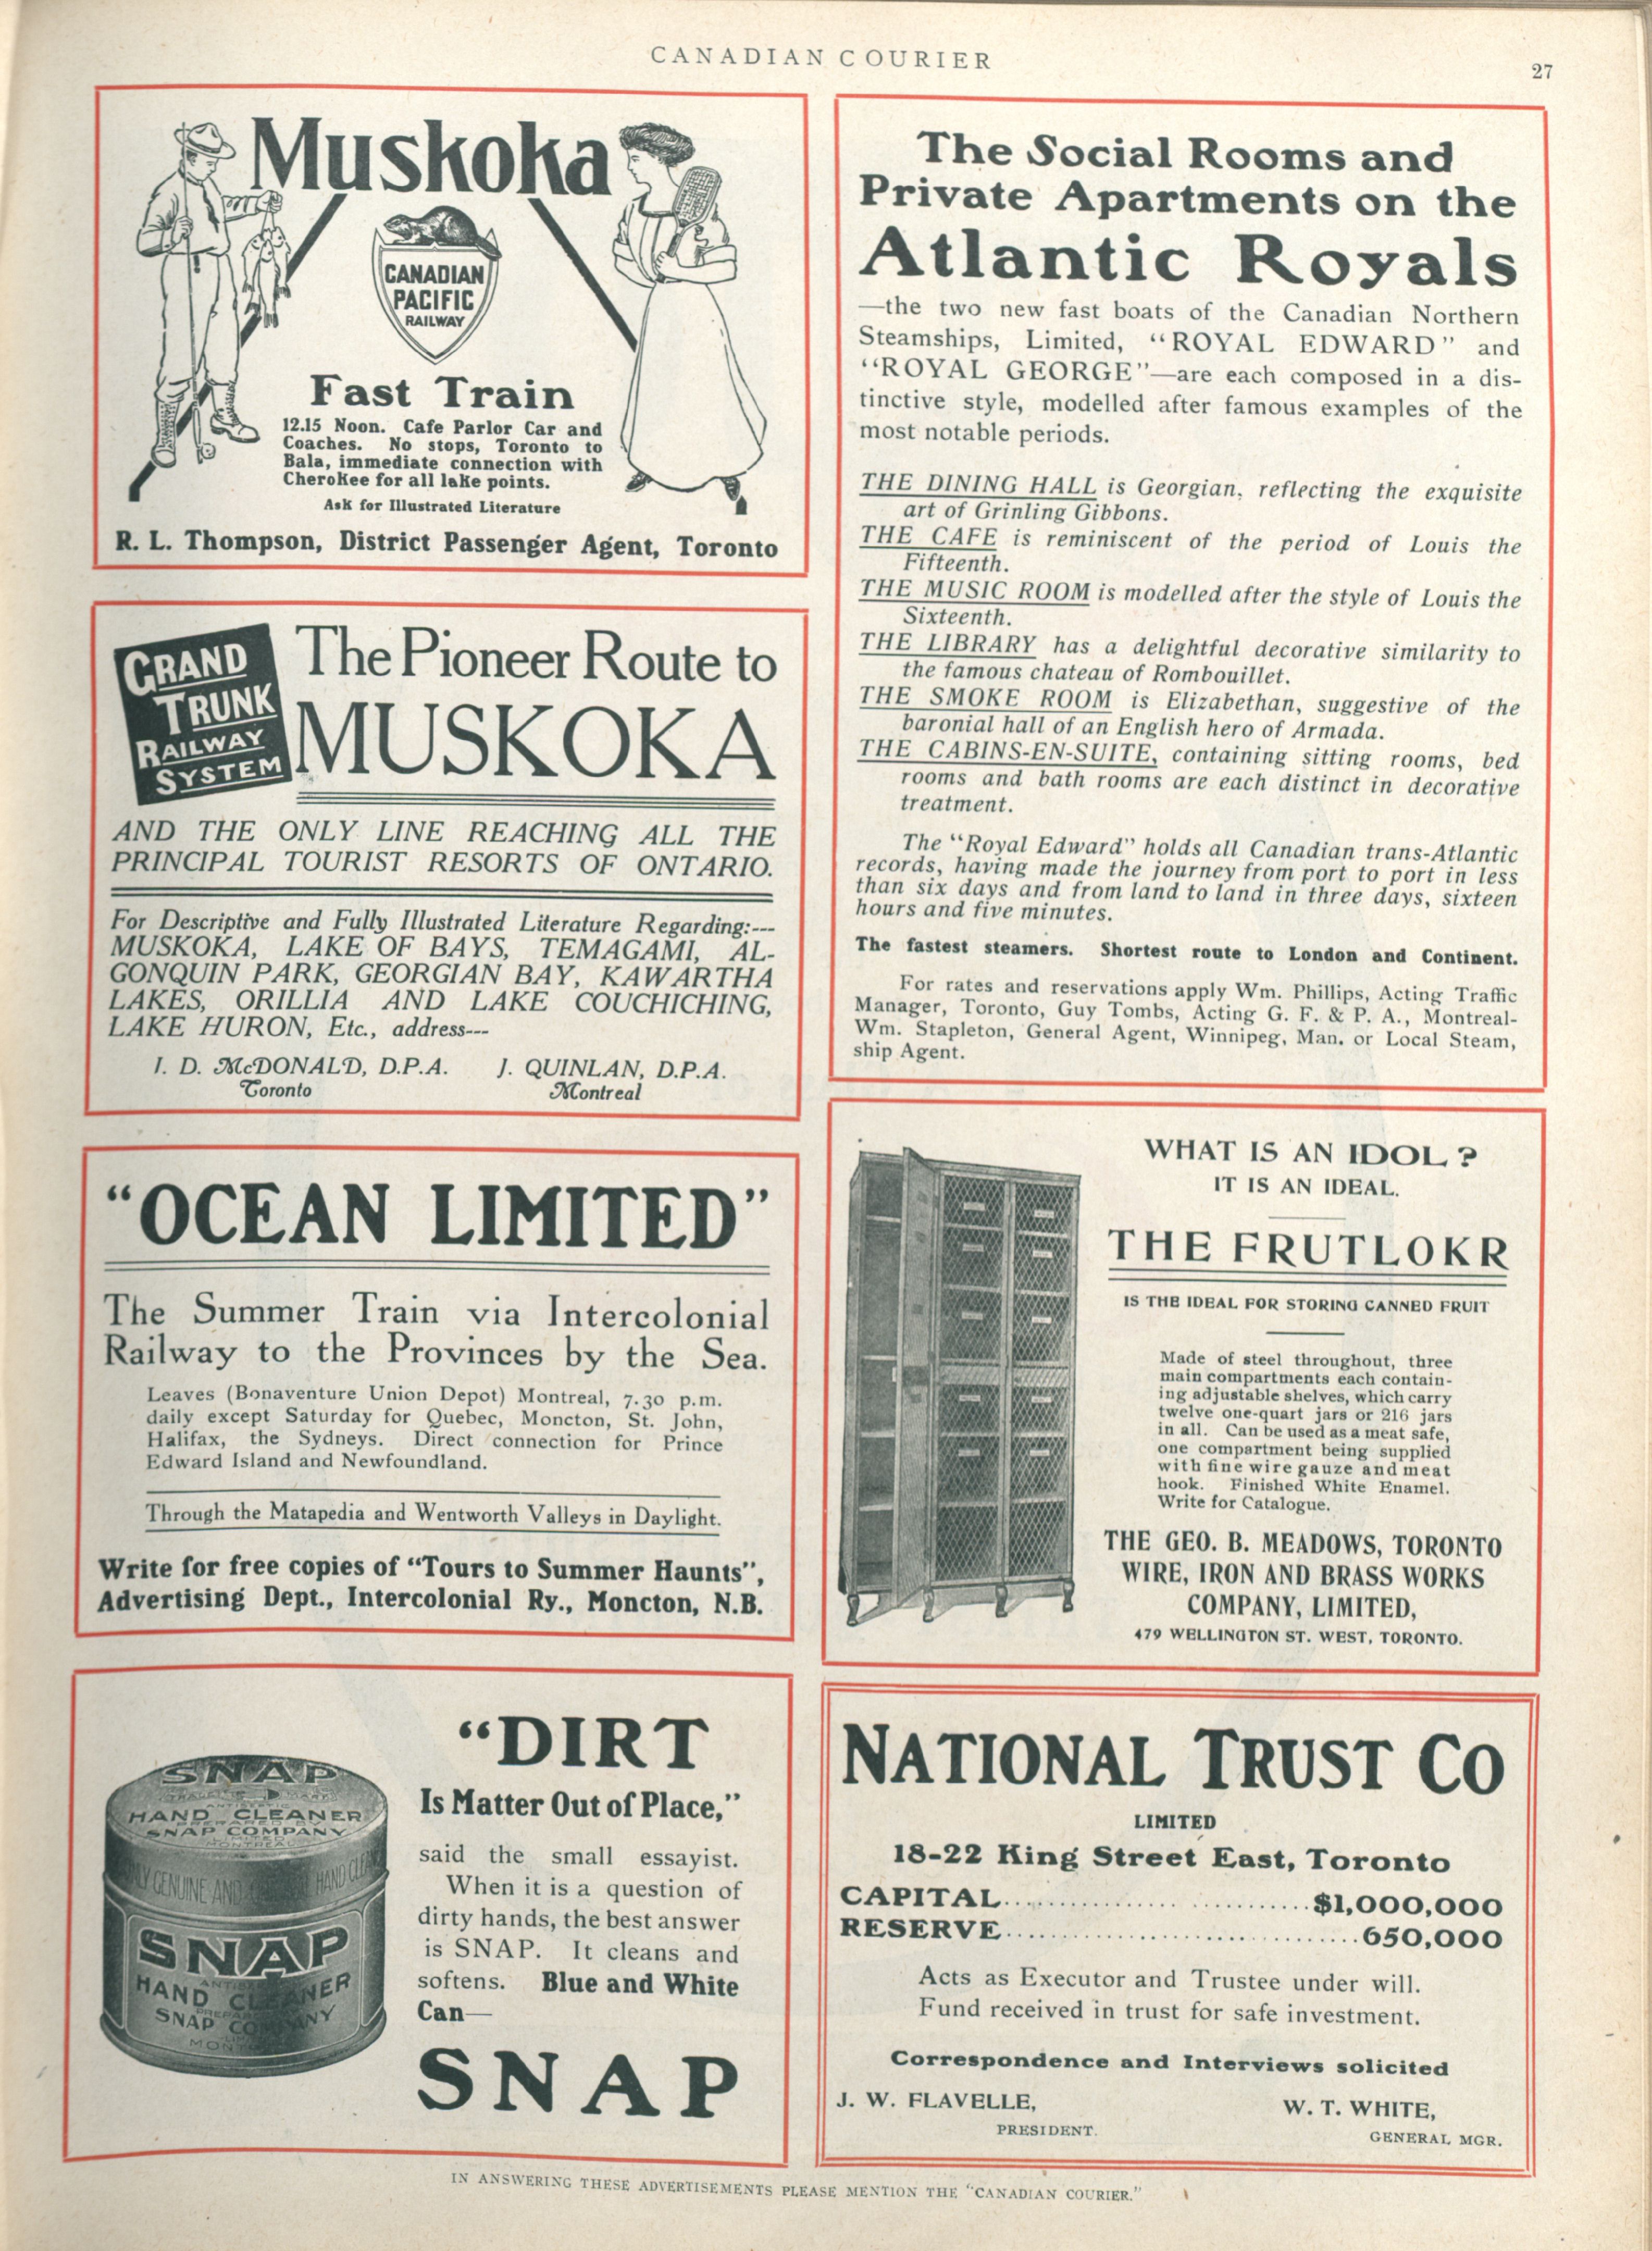 CANADIAN COURIER
27
Muskoka
CANADIAN
PACIFIC
RAILWAY
Fast Train
12.15 Noon. Cafe Parlor Car and
Coaches. No stops, Toronto to
Bala, immediate connection with
Cherokee for all lake points.
Ask for Illustrated Literature
R. L. Thompson, District Passenger Agent, Toronto
GRAND
TRUNK
RAILWAY
SYSTEM
The Pioneer Route to
MUSKOKA
AND THE ONLY LINE REACHING ALL THE
PRINCIPAL TOURIST RESORTS OF ONTARIO.
For Descriptive and Fully Illustrated Literature Regarding:---
MUSKOKA, LAKE OF BAYS, TEMAGAMI, AL-
GONQUIN PARK, GEORGIAN BAY, KAWARTHA
LAKES, ORILLIA AND LAKE COUCHICHING,
LAKE HURON, Etc., address---
I. D. McDONALD, D.P.A. J. QUINLAN, D.P.A.
Toronto Montreal
"OCEAN LIMITED"
The Summer Train via Intercolonial
Railway to the Provinces by the Sea.
Leaves (Bonaventure Union Depot) Montreal, 7.30 p.m.
daily except Saturday for Quebec, Moncton, St. John,
Halifax, the Sydneys. Direct connection for Prince
Edward Island and Newfoundland.
Through the Matapedia and Wentworth Valleys in Daylight.
Write for free copies of "Tours to Summer Haunts",
Advertising Dept., Intercolonial Ry., Moncton, N.B.
SNAP
HAND CLEANER
PREPARED BY
SNAP COMPANY
LIMITED
MONTREAL
GENUINE AND
HAND
SNAP
ANTISEPTIC
HAND CLEANER
SNAP COMPANY
"DIRT
Is Matter Out of Place,"
said the small essayist.
When it is a question of
dirty hands, the best answer
is SNAP. It cleans and
softens. Blue and White
Can—
SNAP
The Social Rooms and
Private Apartments on the
Atlantic Royals
—the two new fast boats of the Canadian Northern
Steamships, Limited, "ROYAL EDWARD" and
"ROYAL GEORGE"—are each composed in a dis-
tinctive style, modelled after famous examples of the
most notable periods.
THE DINING HALL is Georgian, reflecting the exquisite
art of Grinling Gibbons.
THE CAFE is reminiscent of the period of Louis the
Fifteenth.
THE MUSIC ROOM is modelled after the style of Louis the
Sixteenth.
THE LIBRARY has a delightful decorative similarity to
the famous chateau of Rombouillet.
THE SMOKE ROOM is Elizabethan, suggestive of the
baronial hall of an English hero of Armada.
THE CABINS-EN-SUITE, containing sitting rooms, bed
rooms and bath rooms are each distinct in decorative
treatment.
The "Royal Edward" holds all Canadian trans-Atlantic
records, having made the journey from port to port in less
than six days and from land to land in three days, sixteen
hours and five minutes.
The fastest steamers. Shortest route to London and Continent.
For rates and reservations apply Wm. Phillips, Acting Traffic
Manager, Toronto, Guy Tombs, Acting G. F. & P. A., Montreal-
Wm. Stapleton, General Agent, Winnipeg, Man. or Local Steam,
ship Agent.
WHAT IS AN IDOL?
IT IS AN IDEAL.
THE FRUTLOKR
IS THE IDEAL FOR STORING CANNED FRUIT
Made of steel throughout, three
main compartments each contain-
ing adjustable shelves, which carry
twelve one-quart jars or 216 jars
in all. Can be used as a meat safe,
one compartment being supplied
with fine wire gauze and meat
hook. Finished White Enamel.
Write for Catalogue.
THE GEO. B. MEADOWS, TORONTO
WIRE, IRON AND BRASS WORKS
COMPANY, LIMITED,
479 WELLINGTON ST. WEST, TORONTO.
NATIONAL TRUST CO
LIMITED
18-22 King Street East, Toronto
CAPITAL.............................$1,000,000
RESERVE.............................650,000
Acts as Executor and Trustee under will.
Fund received in trust for safe investment.
Correspondence and Interviews solicited
J. W. FLAVELLE, W. T. WHITE,
PRESIDENT. GENERAL MGR.
IN ANSWERING THESE ADVERTISEMENTS PLEASE MENTION THE "CANADIAN COURIER."